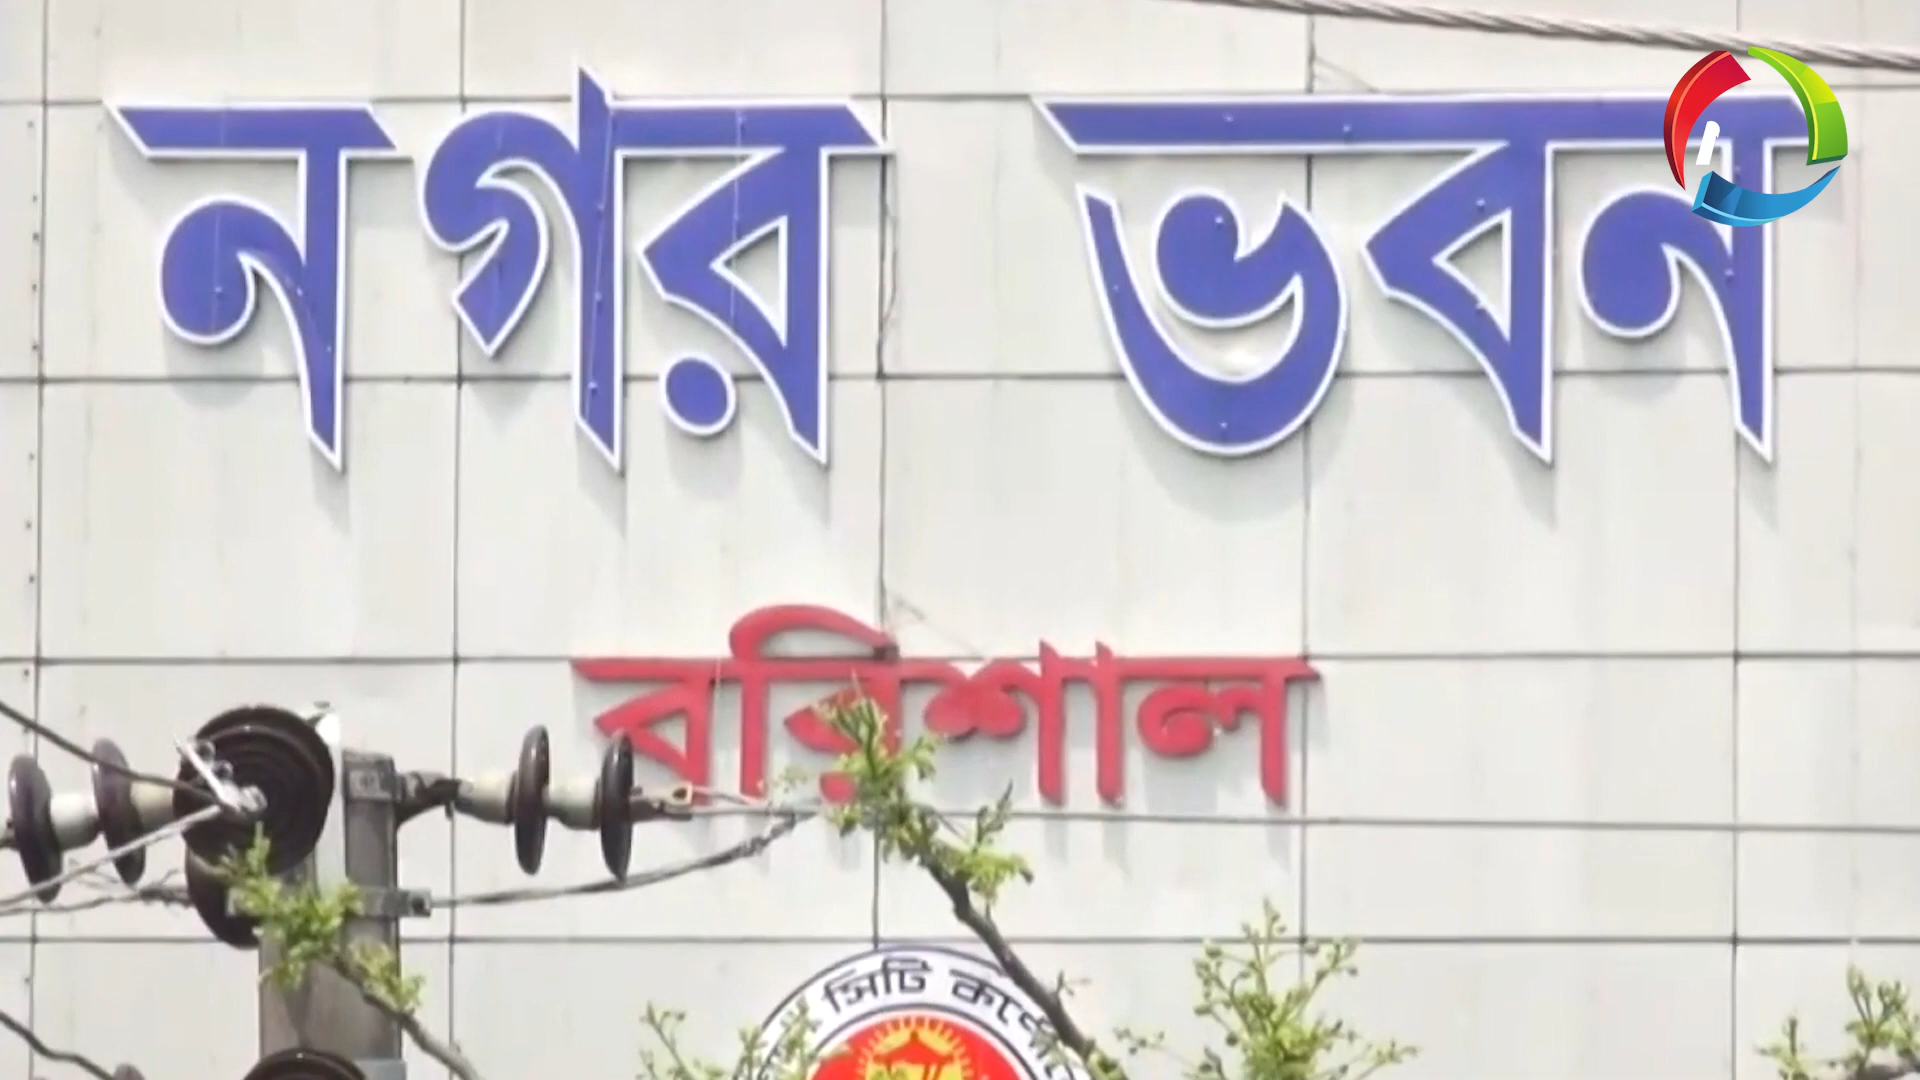 নগর ভবন
বরিশাল
সিটি